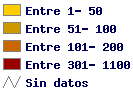 Entre 1- 50
Entre 51- 100
Entre 101- 200
Entre 301- 1100
Sin datos